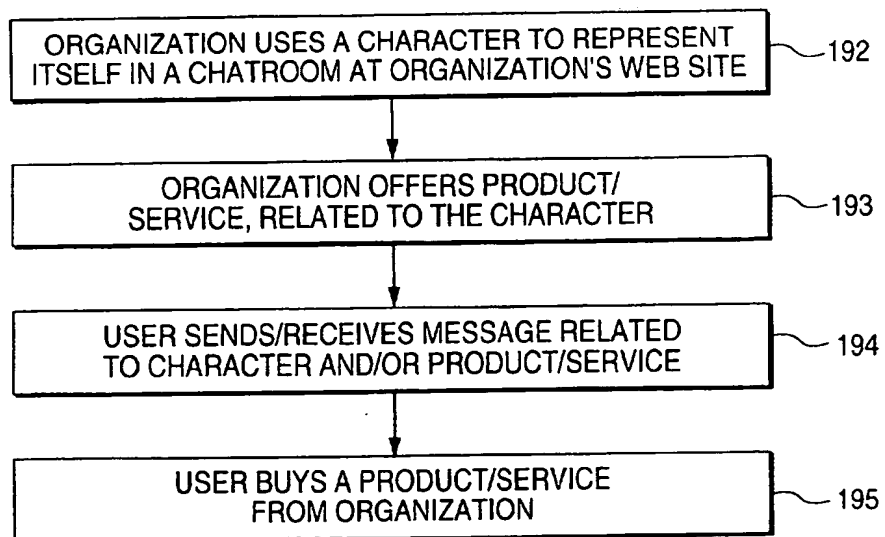 ORGANIZATION USES A CHARACTER TO REPRESENT
ITSELF IN A CHATROOM AT ORGANIZATION'S WEB SITE
192
ORGANIZATION OFFERS PRODUCT/
SERVICE, RELATED TO THE CHARACTER
193
USER SENDS/RECEIVES MESSAGE RELATED
TO CHARACTER AND/OR PRODUCT/SERVICE
194
USER BUYS A PRODUCT/SERVICE
FROM ORGANIZATION
195